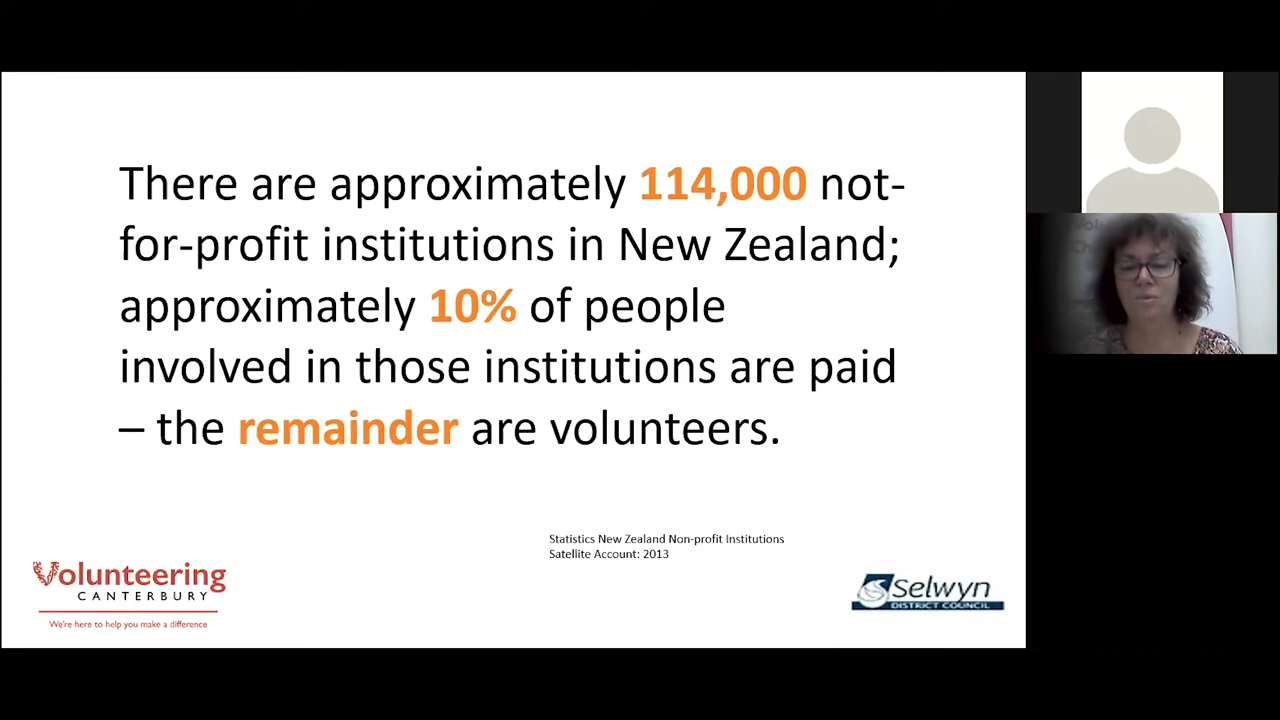 There are approximately 114,000 not-
for-profit institutions in New Zealand;
approximately 10% of people
involved in those institutions are paid
– the remainder are volunteers.
Statistics New Zealand Non-profit Institutions
Satellite Account: 2013
Volunteering
CANTERBURY
We're here to help you make a difference
Selwyn
DISTRICT COUNCIL